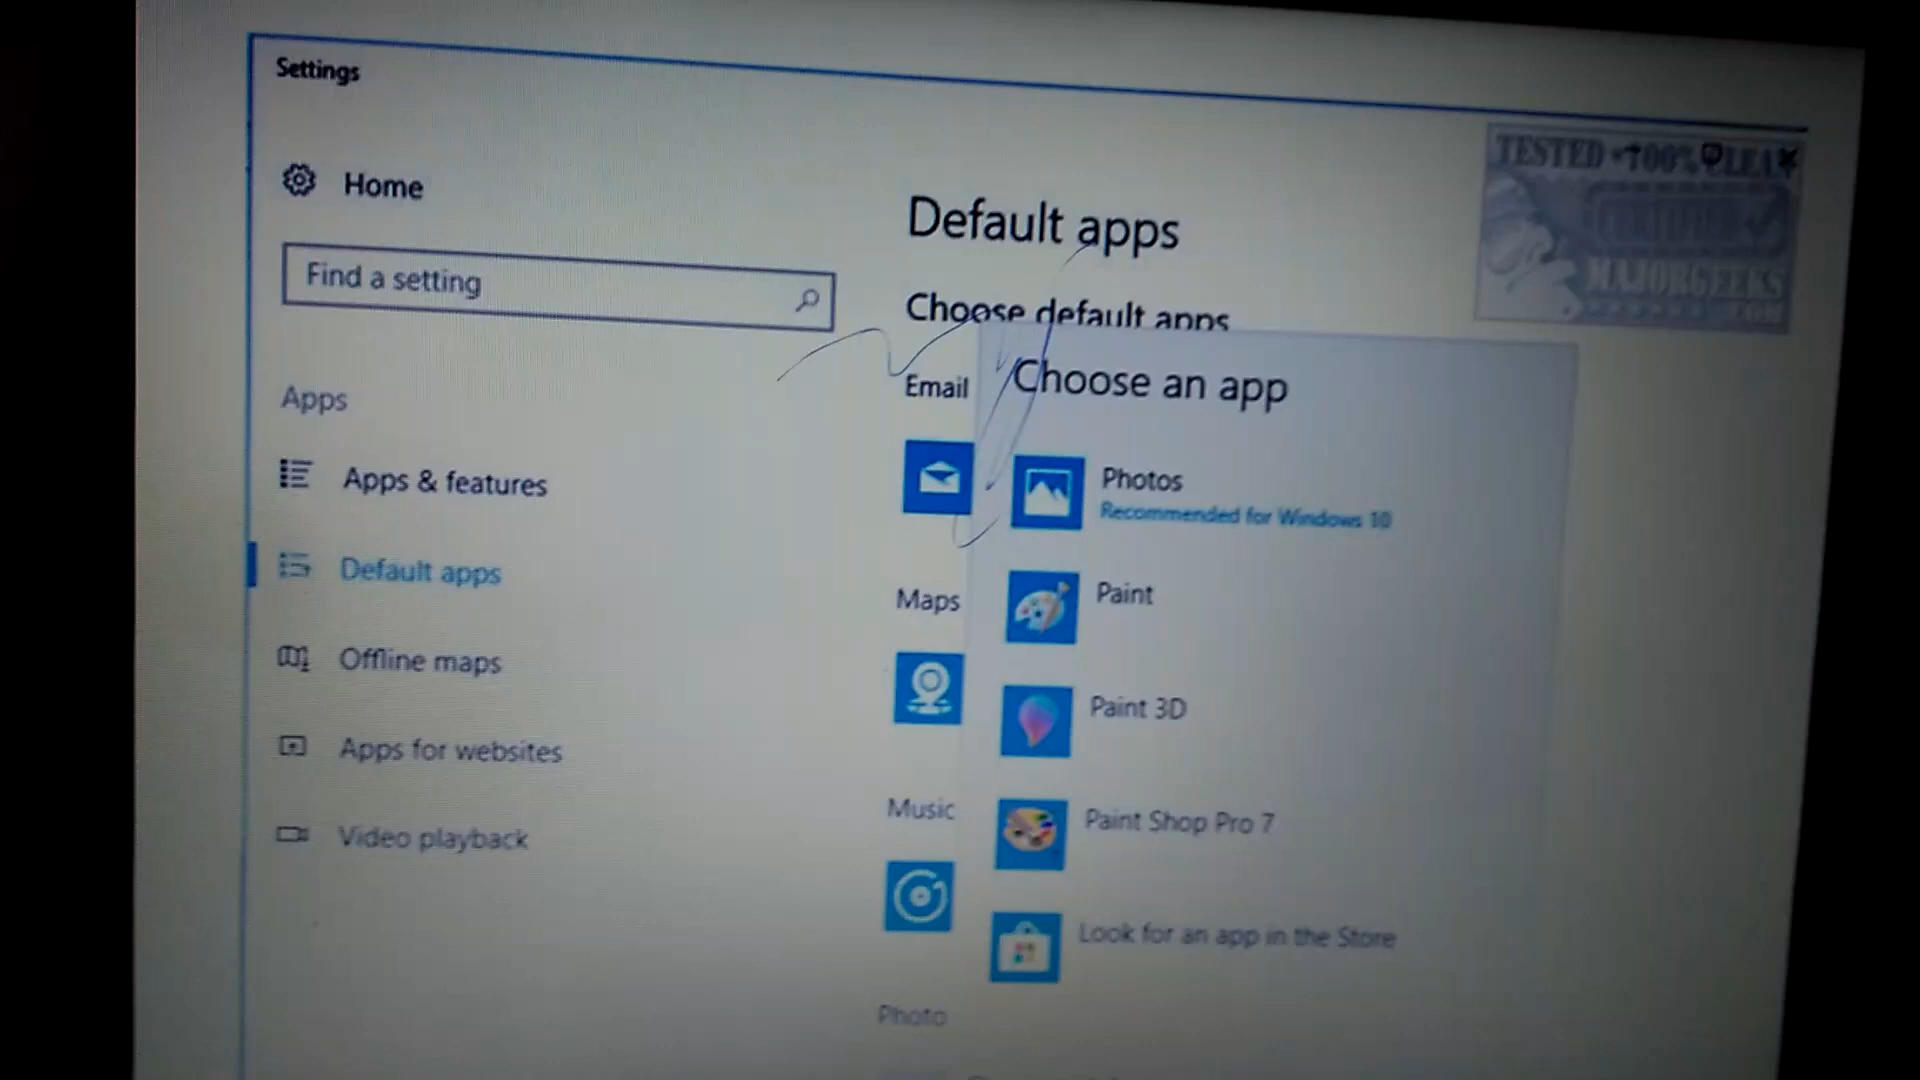 Settings
Home
Find a setting
Apps
Apps & features
Default apps
Offline maps
Apps for websites
Video playback
Default apps
Choose default apps
Email
Maps
Music
Photo
Choose an app
Photos
Recommended for Windows 10
Paint
Paint 3D
Paint Shop Pro 7
Look for an app in the Store
TESTED 100%
MAJORGEEKS
.COM